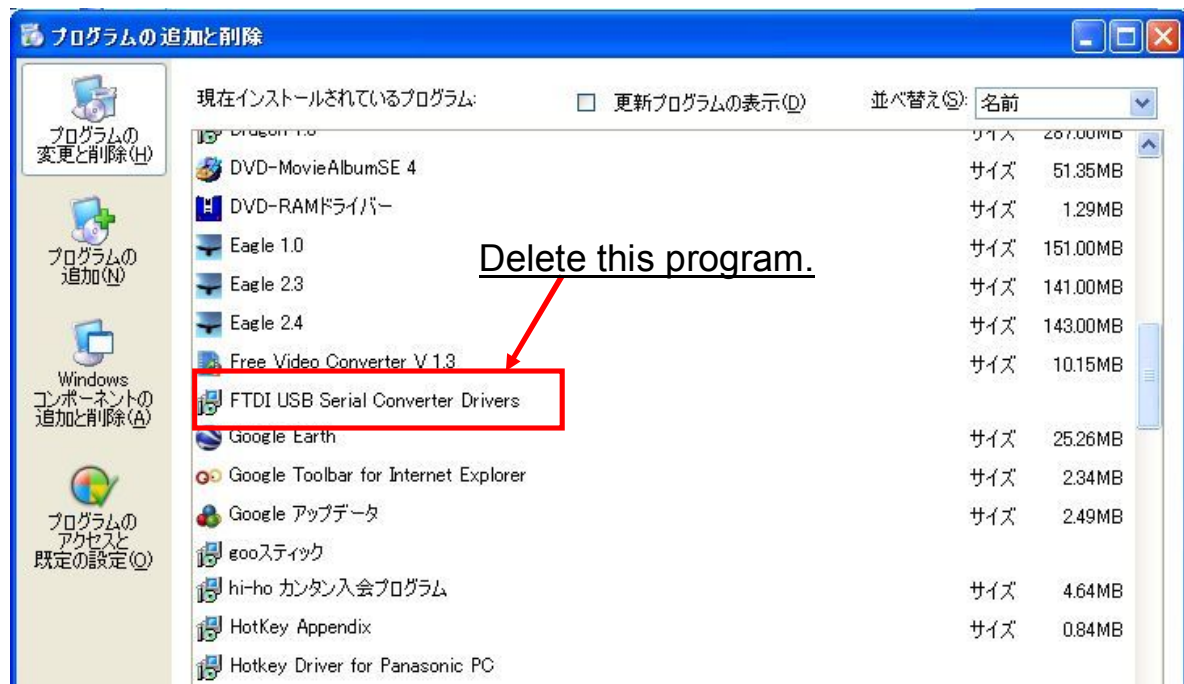 プログラムの追加と削除
プログラムの
変更と削除(H)
プログラムの
追加(N)
Windows
コンポーネントの
追加と削除(A)
プログラムの
アクセスと
既定の設定(O)
現在インストールされているプログラム:
更新プログラムの表示(D)
並べ替え(S): 名前
Dragon 1.0 サイズ 287.00MB
DVD-MovieAlbumSE 4 サイズ 51.35MB
DVD-RAMドライバー サイズ 1.29MB
Eagle 1.0 サイズ 151.00MB
Delete this program.
Eagle 2.3 サイズ 141.00MB
Eagle 2.4 サイズ 143.00MB
Free Video Converter V 1.3 サイズ 10.15MB
FTDI USB Serial Converter Drivers
Google Earth サイズ 25.26MB
Google Toolbar for Internet Explorer サイズ 2.34MB
Google アップデータ サイズ 2.49MB
gooスティック
hi-ho カンタン入会プログラム サイズ 4.64MB
HotKey Appendix サイズ 0.84MB
Hotkey Driver for Panasonic PC